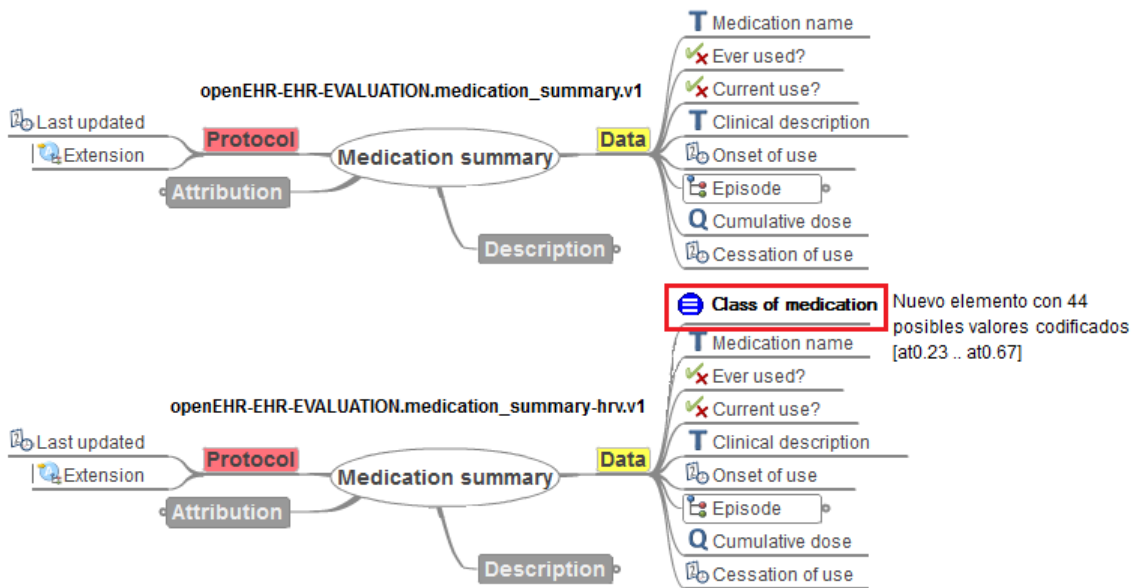 openEHR-EHR-EVALUATION.medication_summary.v1
Last updated
Extension
Protocol
Attribution
Medication summary
Description
Data
Medication name
Ever used?
Current use?
Clinical description
Onset of use
Episode
Cumulative dose
Cessation of use
openEHR-EHR-EVALUATION.medication_summary-hrv.v1
Last updated
Extension
Protocol
Attribution
Medication summary
Description
Data
Class of medication
Nuevo elemento con 44
posibles valores codificados
[at0.23 .. at0.67]
Medication name
Ever used?
Current use?
Clinical description
Onset of use
Episode
Cumulative dose
Cessation of use